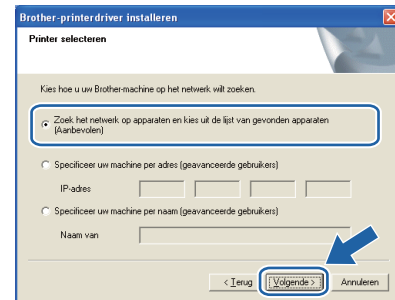 Brother-printerdriver installeren
Printer selecteren
Kies hoe u uw Brother-machine op het netwerk wilt zoeken.
Zoek het netwerk op apparaten en kies uit de lijst van gevonden apparaten
(Aanbevolen)
Specificeer uw machine per adres (geavanceerde gebruikers)
IP-adres
Specificeer uw machine per naam (geavanceerde gebruikers)
Naam van
< Terug Volgende > Annuleren